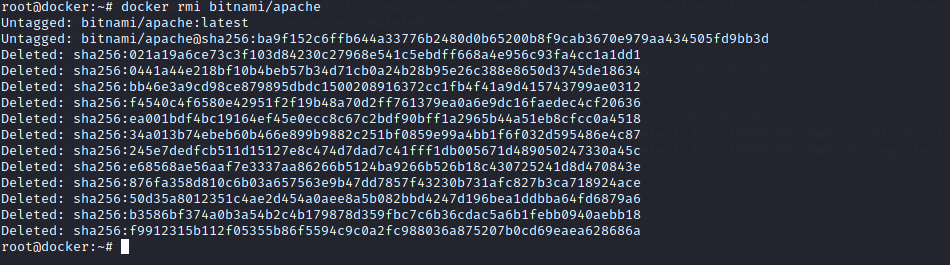 root@docker:~# docker rmi bitnami/apache
Untagged: bitnami/apache:latest
Untagged: bitnami/apache@sha256:ba9f152c6ffb644a33776b2480d0b65200b8f9cab3670e979aa434505fd9bb3d
Deleted: sha256:021a19a6ce73c3f103d84230c27968e541c5ebdff668a4e956c93fa4cc1a1dd1
Deleted: sha256:0441a44e218bf10b4beb57b34d71cb0a24b28b95e26c388e8650d3745de18634
Deleted: sha256:bb46e3a9cd98ce879895dbdc1500208916372cc1fb4f41a9d415743799ae0312
Deleted: sha256:f4540c4f6580e42951f2f19b48a70d2ff761379ea0a6e9dc16faedec4cf20636
Deleted: sha256:ea001bdf4bc19164ef45e0ecc8c67c2bdf90bff1a2965b44a51eb8cfcc0a4518
Deleted: sha256:34a013b74ebeb60b466e899b9882c251bf0859e99a4bb1f6f032d595486e4c87
Deleted: sha256:245e7dedfcb511d15127e8c474d7dad7c41fff1db005671d489050247330a45c
Deleted: sha256:e68568ae56aaf7e3337aa86266b5124ba9266b526b18c430725241d8d470843e
Deleted: sha256:876fa358d810c6b03a657563e9b47dd7857f43230b731afc827b3ca718924ace
Deleted: sha256:50d35a8012351c4ae2d454a0aee8a5b082bbd4247d196bea1ddbba64fd6879a6
Deleted: sha256:b3586bf374a0b3a54b2c4b179878d359fbc7c6b36cdac5a6b1febb0940aebb18
Deleted: sha256:f9912315b112f05355b86f5594c9c0a2fc988036a875207b0cd69eaea628686a
root@docker:~#